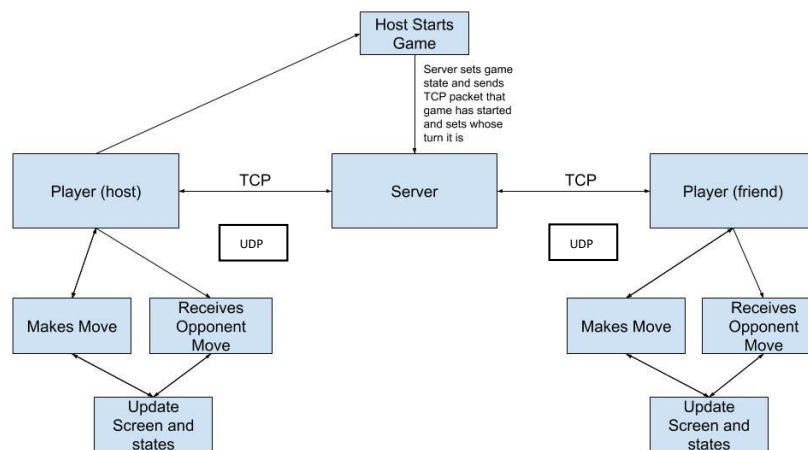 Host Starts
Game
Server sets game
state and sends
TCP packet that
game has started
and sets whose
turn it is
Player (host)
TCP
Server
TCP
Player (friend)
UDP
UDP
Makes Move
Receives
Opponent
Move
Makes Move
Receives
Opponent
Move
Update
Screen and
states
Update
Screen and
states